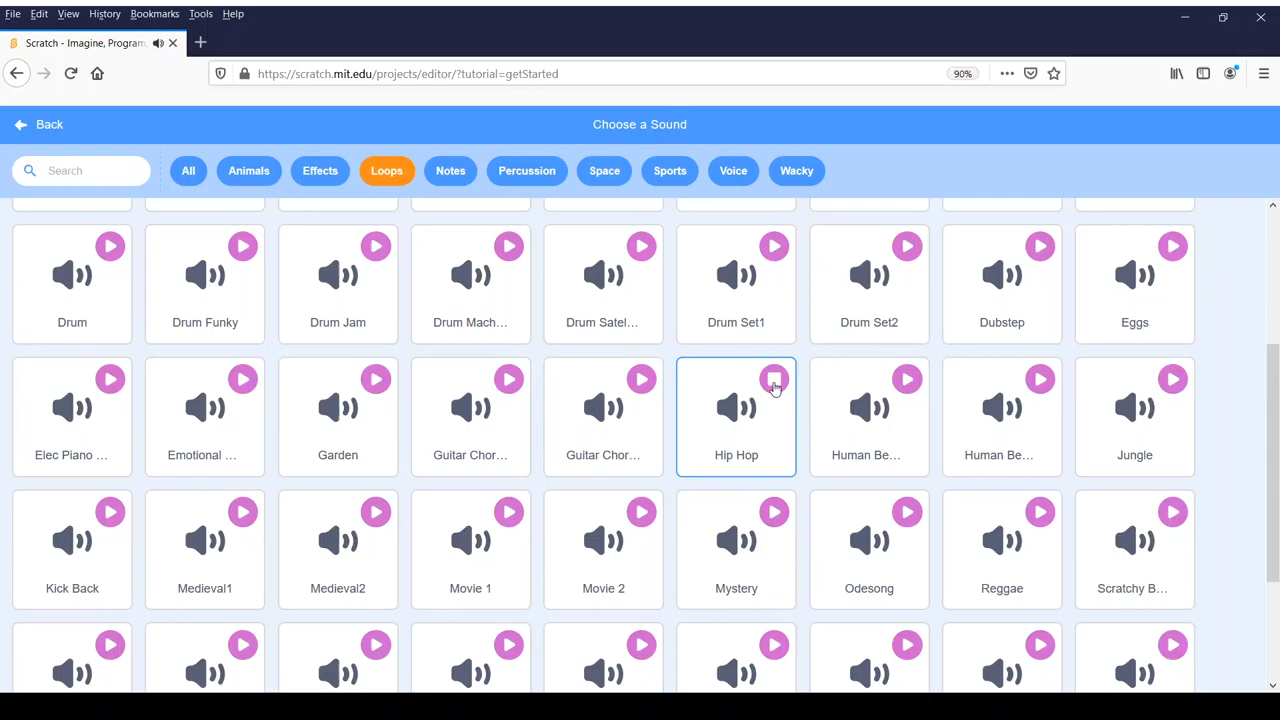 File Edit View History Bookmarks Tools Help
Scratch - Imagine, Program,
https://scratch.mit.edu/projects/editor/?tutorial=getStarted 90%
Back Choose a Sound
Search All Animals Effects Loops Notes Percussion Space Sports Voice Wacky
Drum Drum Funky Drum Jam Drum Mach... Drum Satel... Drum Set1 Drum Set2 Dubstep Eggs
Elec Piano ... Emotional ... Garden Guitar Chor... Guitar Chor... Hip Hop Human Be... Human Be... Jungle
Kick Back Medieval1 Medieval2 Movie 1 Movie 2 Mystery Odesong Reggae Scratchy B...